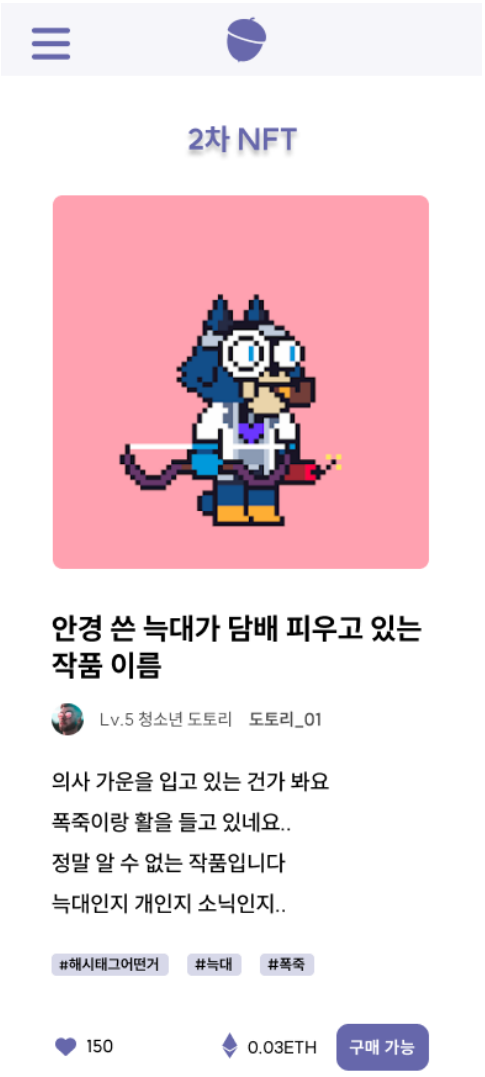 2차 NFT
안경 쓴 늑대가 담배 피우고 있는
작품 이름
Lv.5 청소년 도토리 도토리_01
의사 가운을 입고 있는 건가 봐요
폭죽이랑 활을 들고 있네요..
정말 알 수 없는 작품입니다
늑대인지 개인지 소닉인지..
#해시태그어떤거 #늑대 #폭죽
150 0.03ETH 구매 가능